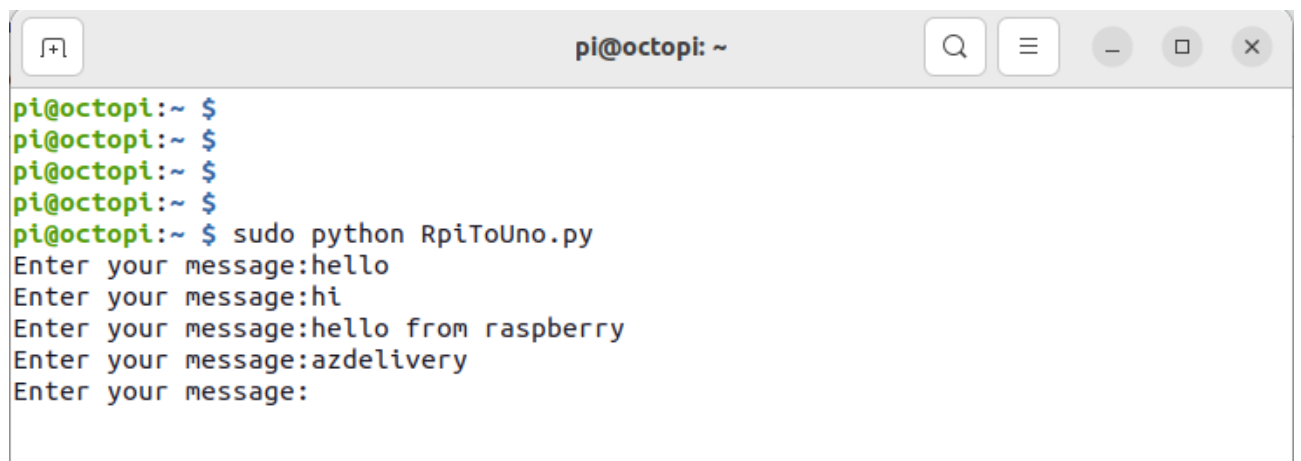 pi@octopi: ~
pi@octopi:~ $
pi@octopi:~ $
pi@octopi:~ $
pi@octopi:~ $
pi@octopi:~ $ sudo python RpiToUno.py
Enter your message:hello
Enter your message:hi
Enter your message:hello from raspberry
Enter your message:azdelivery
Enter your message: